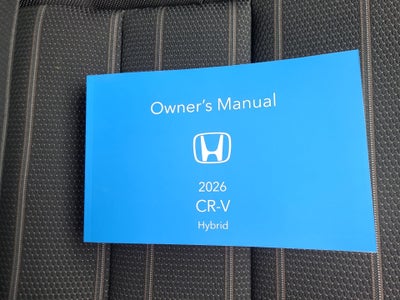 Owner's Manual
2026
CR-V
Hybrid